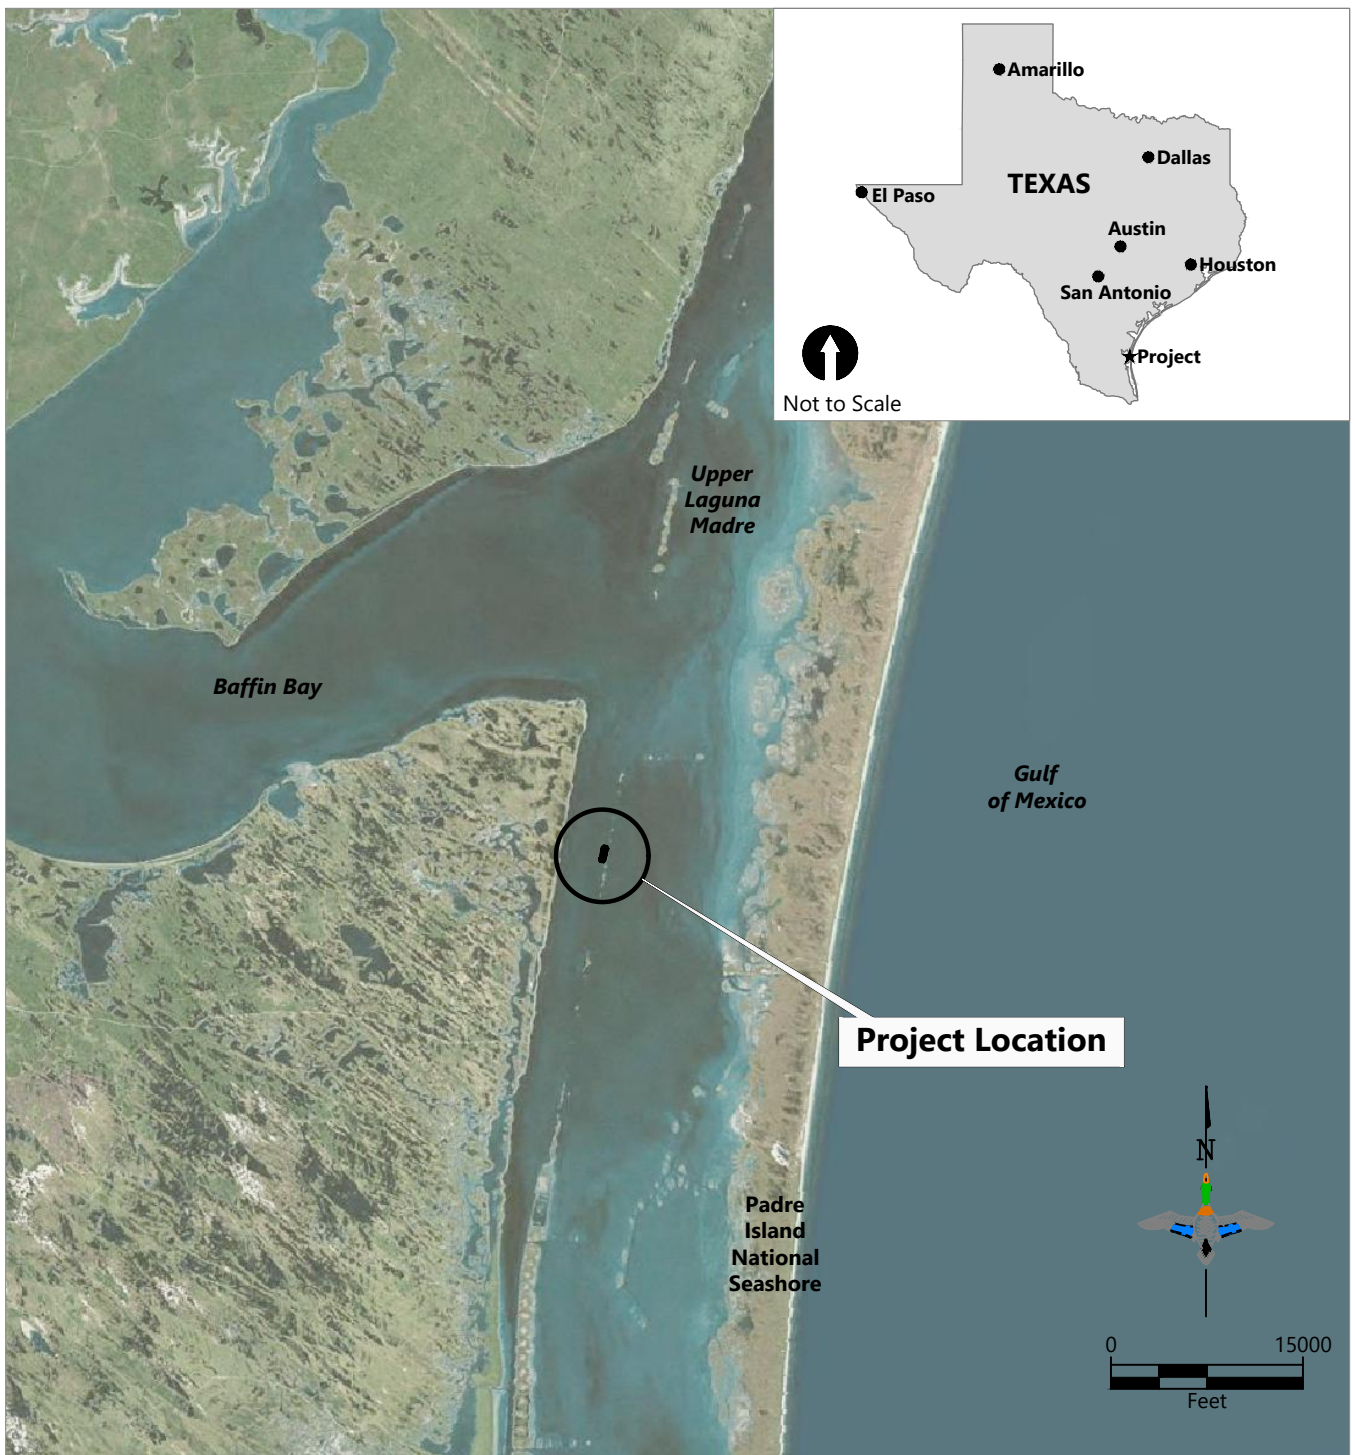 Amarillo
Dallas
TEXAS
El Paso
Austin
Houston
San Antonio
Project
Not to Scale
Upper
Laguna
Madre
Baffin Bay
Gulf
of Mexico
Project Location
N
Padre
Island
National
Seashore
0 15000
Feet